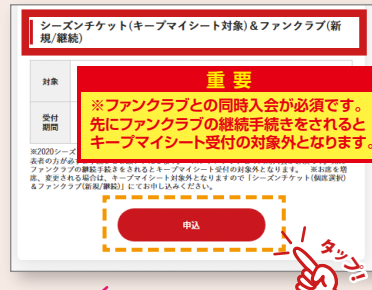 シーズンチケット(キープマイシート対象)&ファンクラブ(新
規/継続)
対象
重 要
※ファンクラブとの同時入会が必須です。
先にファンクラブの継続手続きをされると
キープマイシート受付の対象外となります。
受付
期間
※2020シーズ
表者の方が必
ファンクラブの継続手続きをされるとキープマイシート受付の対象外となります。 ※お席を増
席、変更される場合は、キープマイシート対象外となりますので「シーズンチケット(個席選択)
&ファンクラブ(新規/継続)」にてお申し込みください。
申込
タップ!